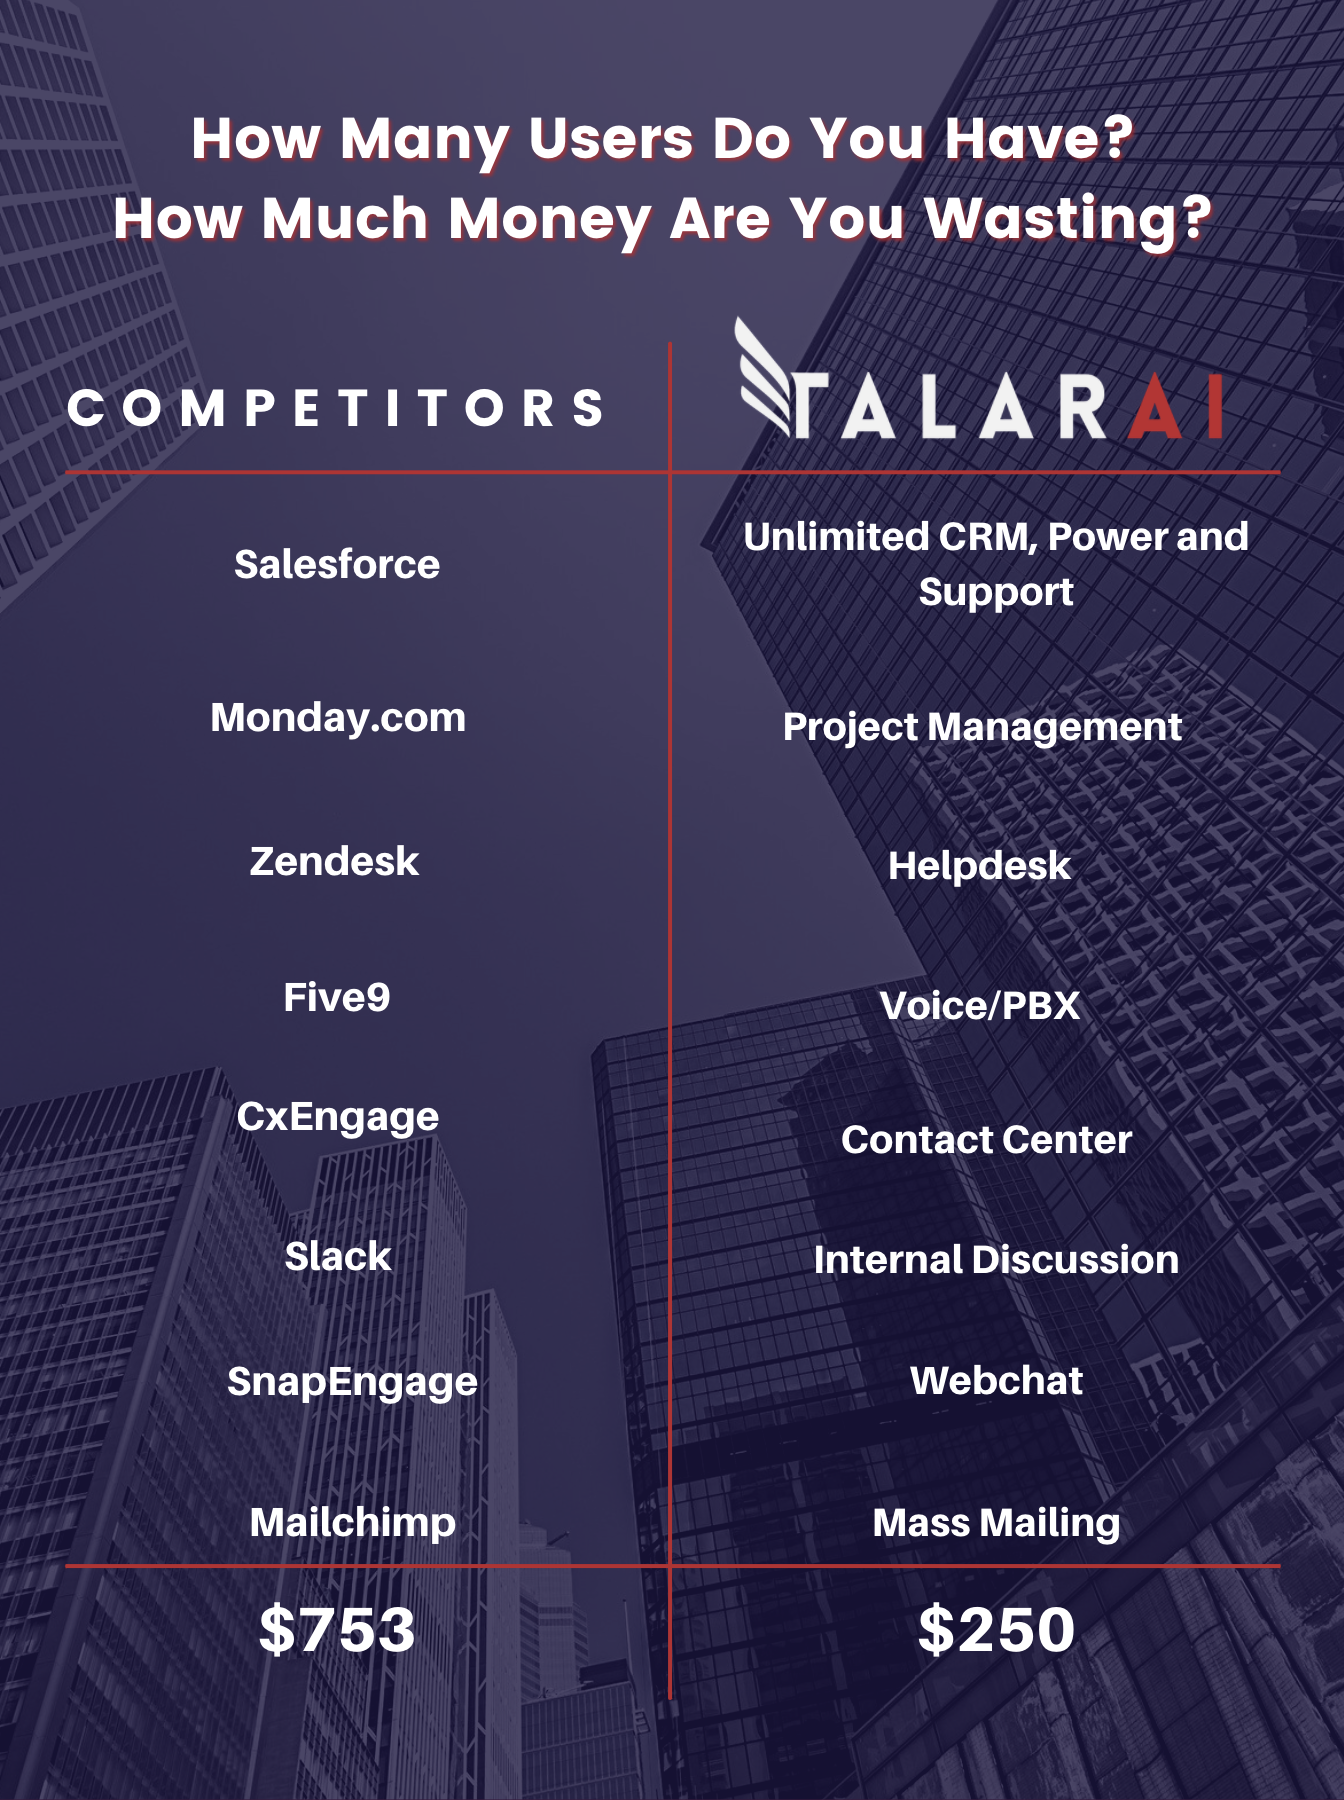 How Many Users Do You Have?
How Much Money Are You Wasting?
COMPETITORS
TALARAI
Salesforce
Unlimited CRM, Power and
Support
Monday.com
Project Management
Zendesk
Helpdesk
Five9
Voice/PBX
CxEngage
Contact Center
Slack
Internal Discussion
SnapEngage
Webchat
Mailchimp
Mass Mailing
$753
$250